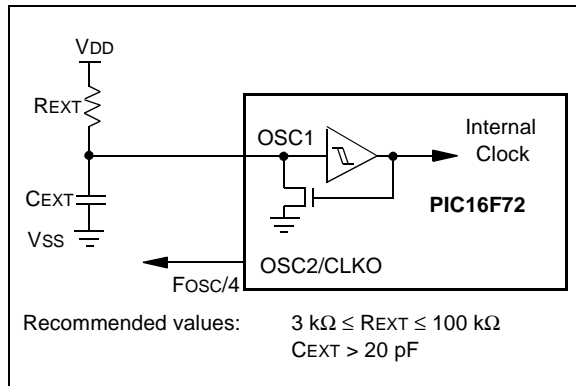 VDD
REXT
OSC1
Internal
Clock
CEXT
PIC16F72
VSS
OSC2/CLKO
FOSC/4
Recommended values: 3 kΩ ≤ REXT ≤ 100 kΩ
CEXT > 20 pF